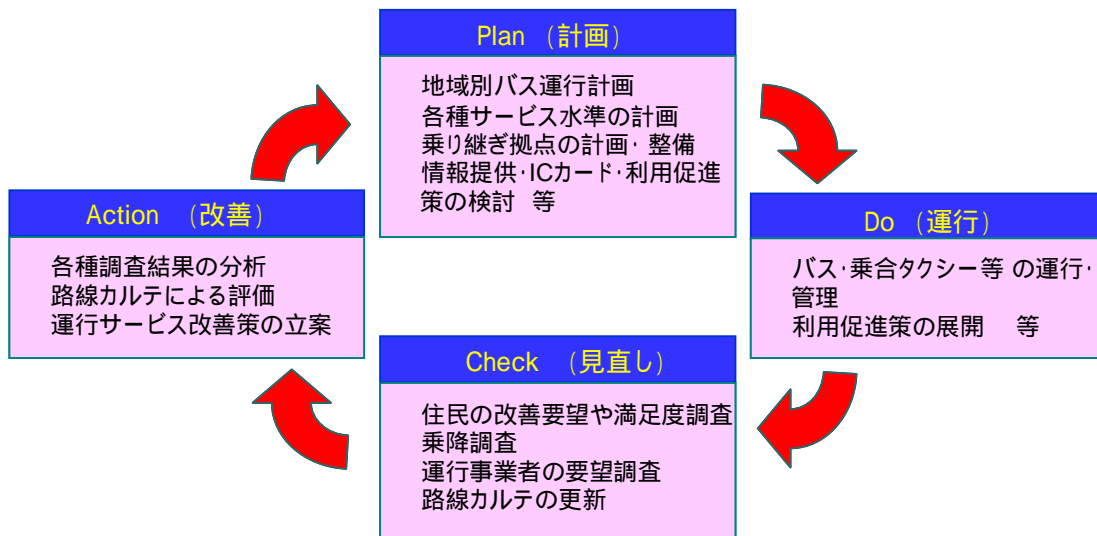 Plan (計画)
地域別バス運行計画
各種サービス水準の計画
乗り継ぎ拠点の計画・整備
情報提供・ICカード・利用促進
策の検討 等
Action (改善)
各種調査結果の分析
路線カルテによる評価
運行サービス改善策の立案
Do (運行)
バス・乗合タクシー等 の運行・
管理
利用促進策の展開 等
Check (見直し)
住民の改善要望や満足度調査
乗降調査
運行事業者の要望調査
路線カルテの更新